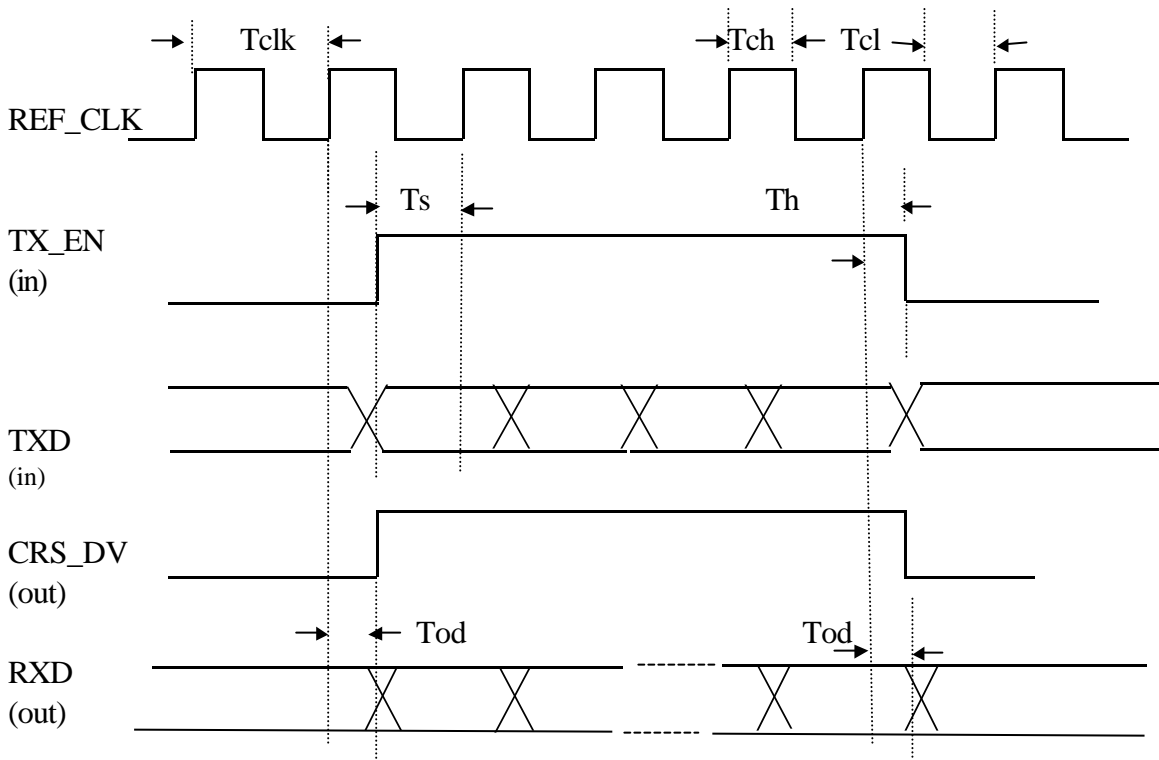 Tclk
Tch
Tcl
REF_CLK
Ts
Th
TX_EN
(in)
TXD
(in)
CRS_DV
(out)
Tod
Tod
RXD
(out)